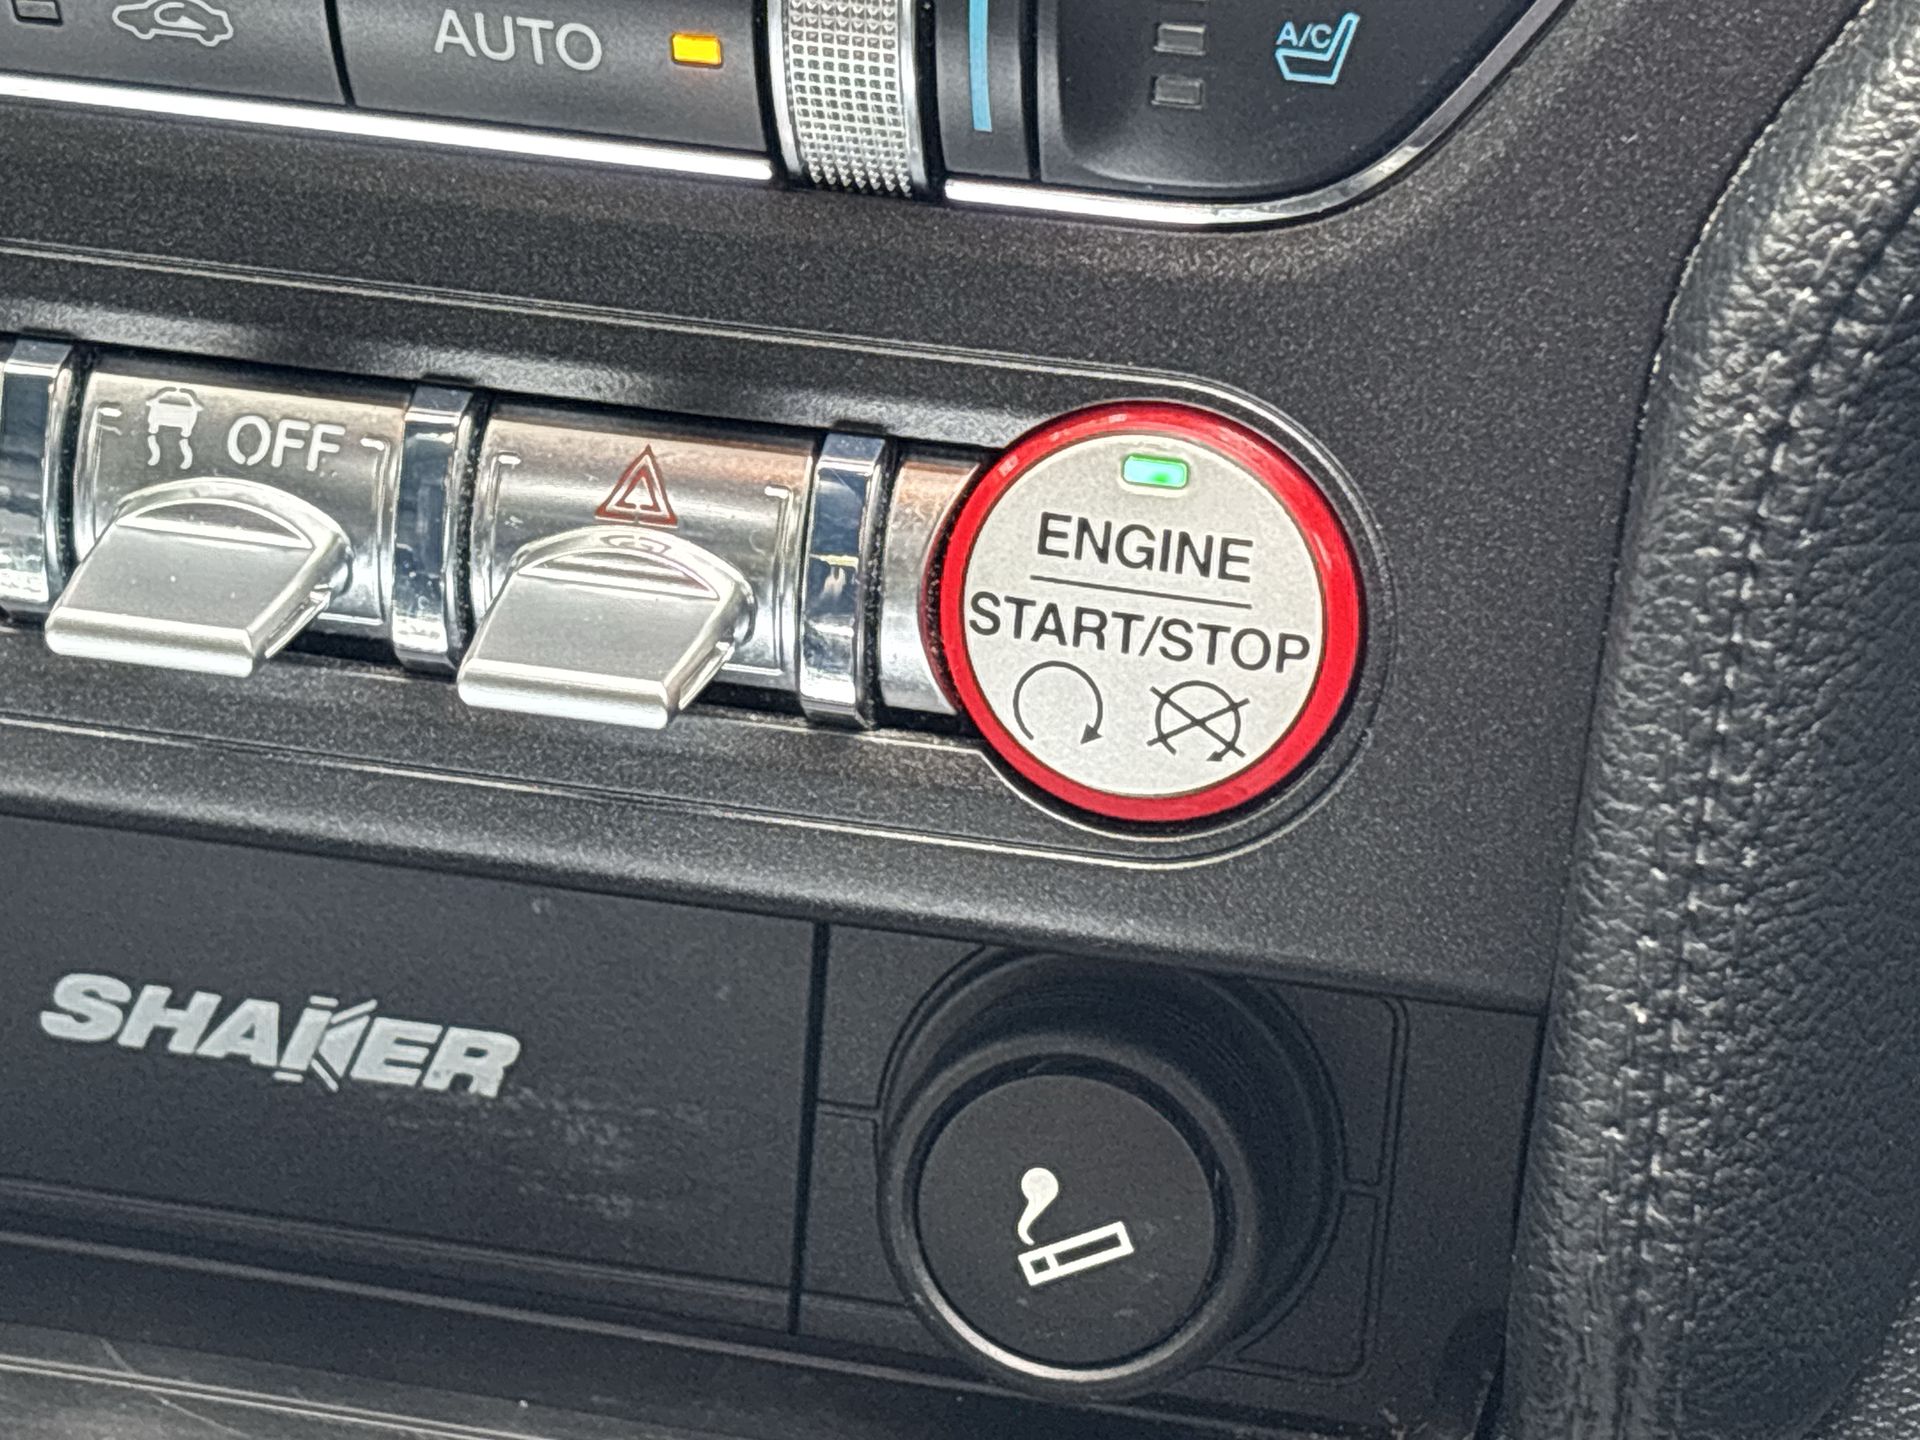 AUTO
A/C
OFF
ENGINE
START/STOP
SHAKER